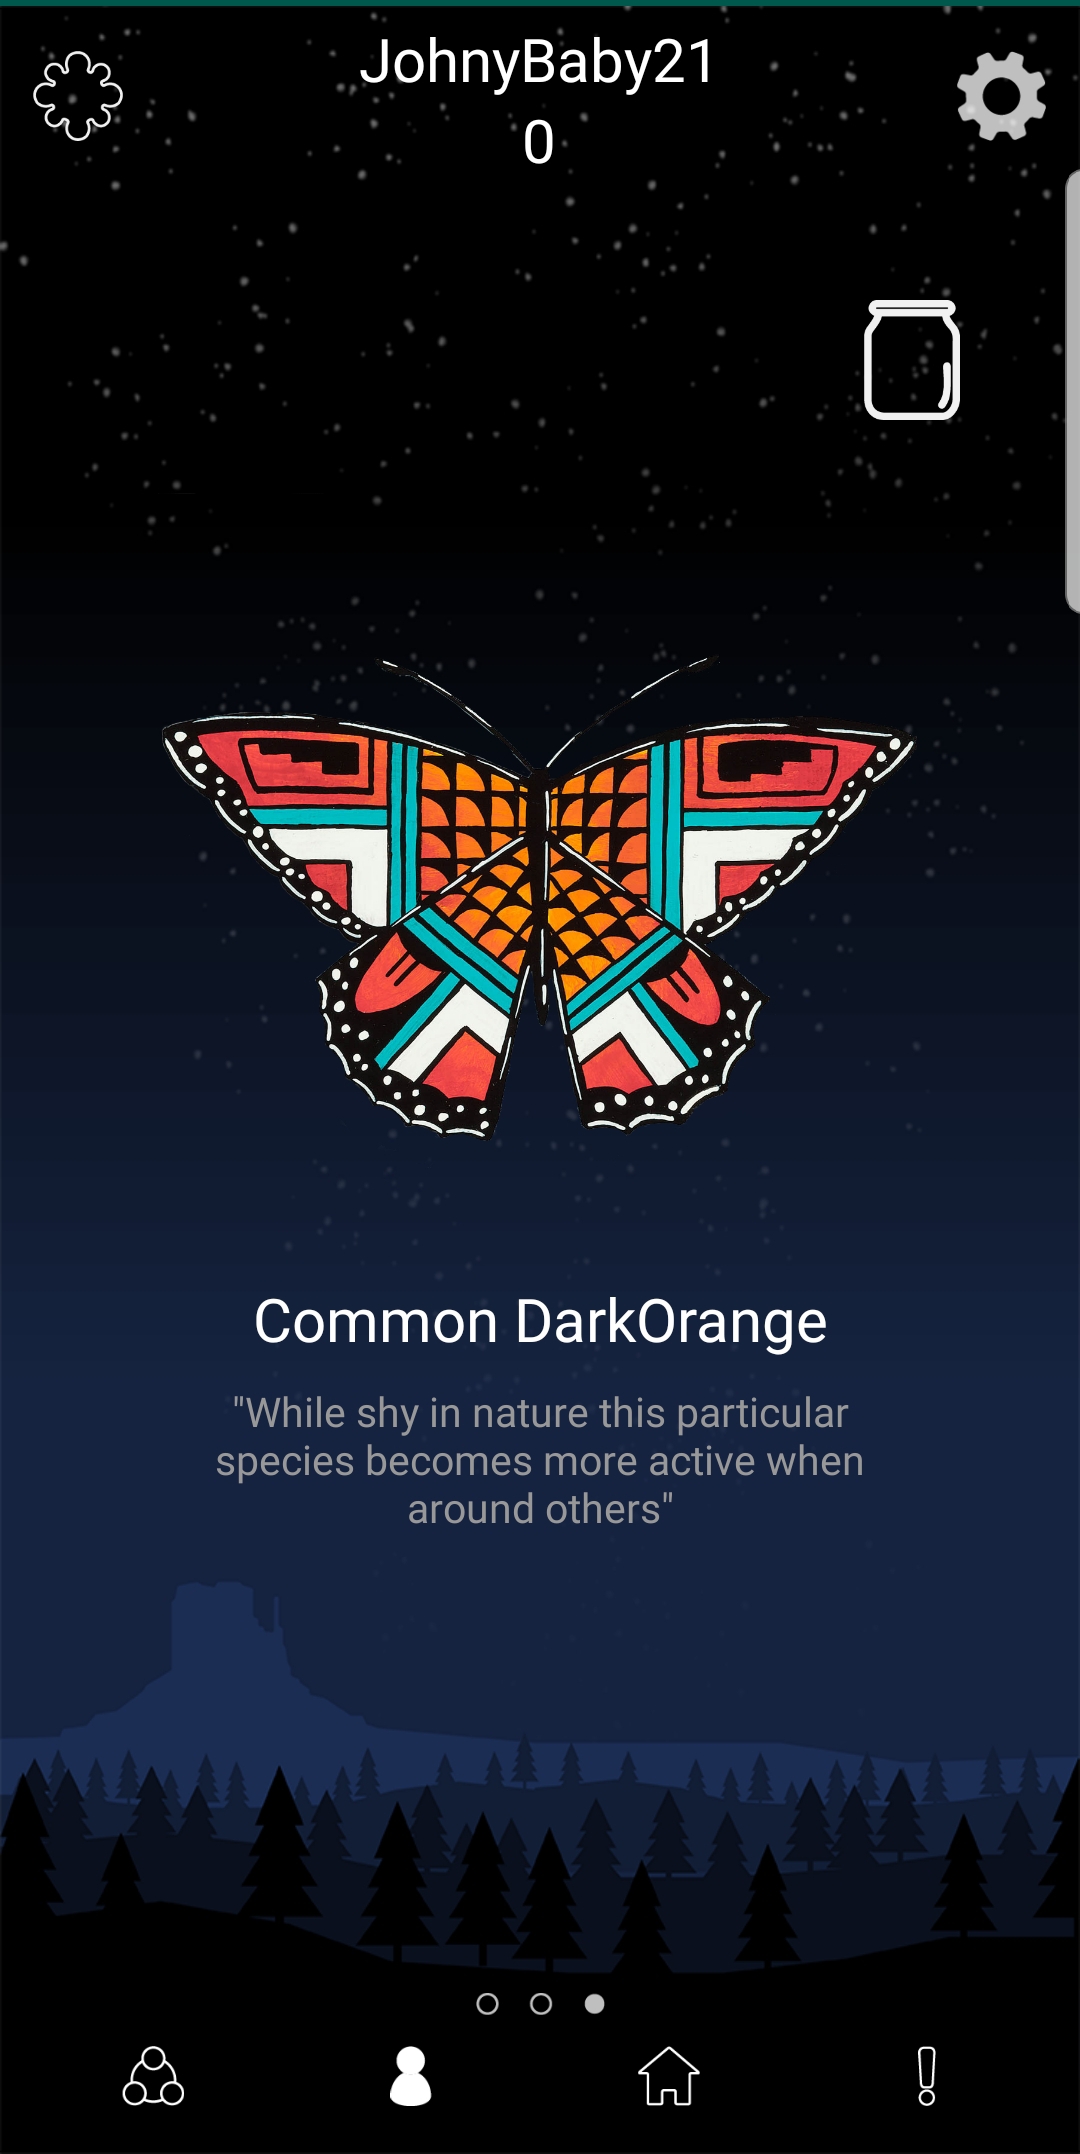 JohnyBaby21
0
Common DarkOrange
"While shy in nature this particular
species becomes more active when
around others"